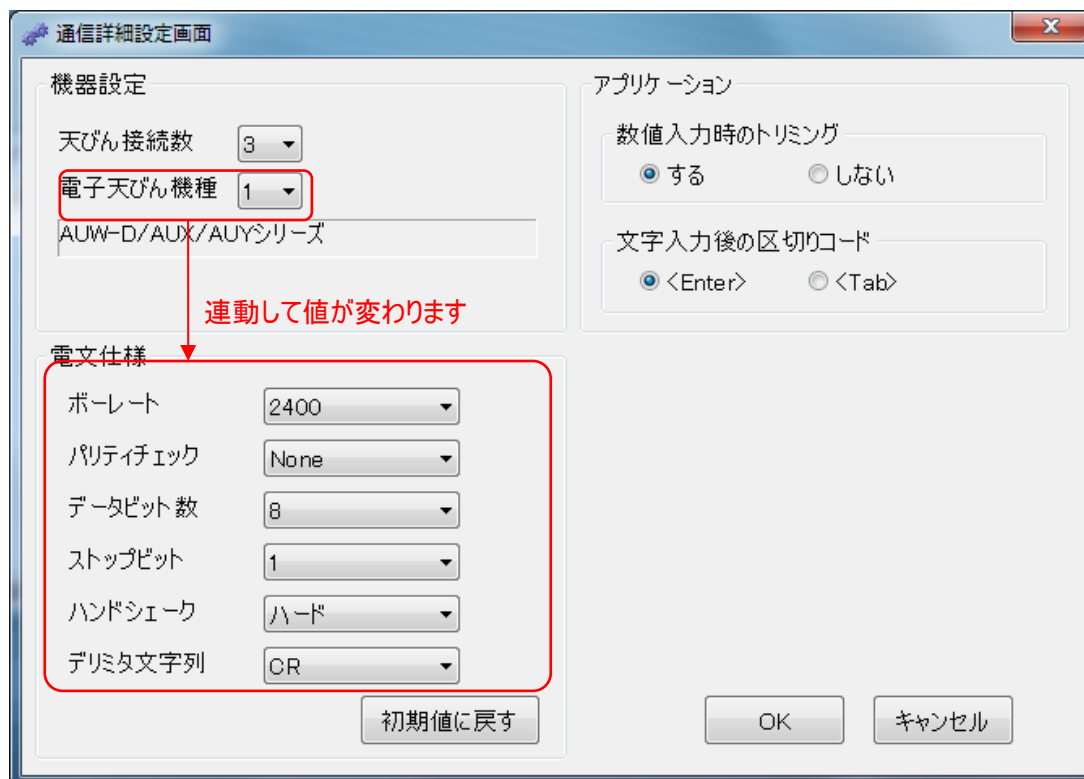 通信詳細設定画面
機器設定
天びん接続数 3
電子天びん機種 1
AUW-D/AUX/AUYシリーズ
連動して値が変わります
電文仕様
ボーレート 2400
パリティチェック None
データビット数 8
ストップビット 1
ハンドシェーク ハード
デリミタ文字列 CR
初期値に戻す
アプリケーション
数値入力時のトリミング
する しない
文字入力後の区切りコード
<Enter> <Tab>
OK キャンセル